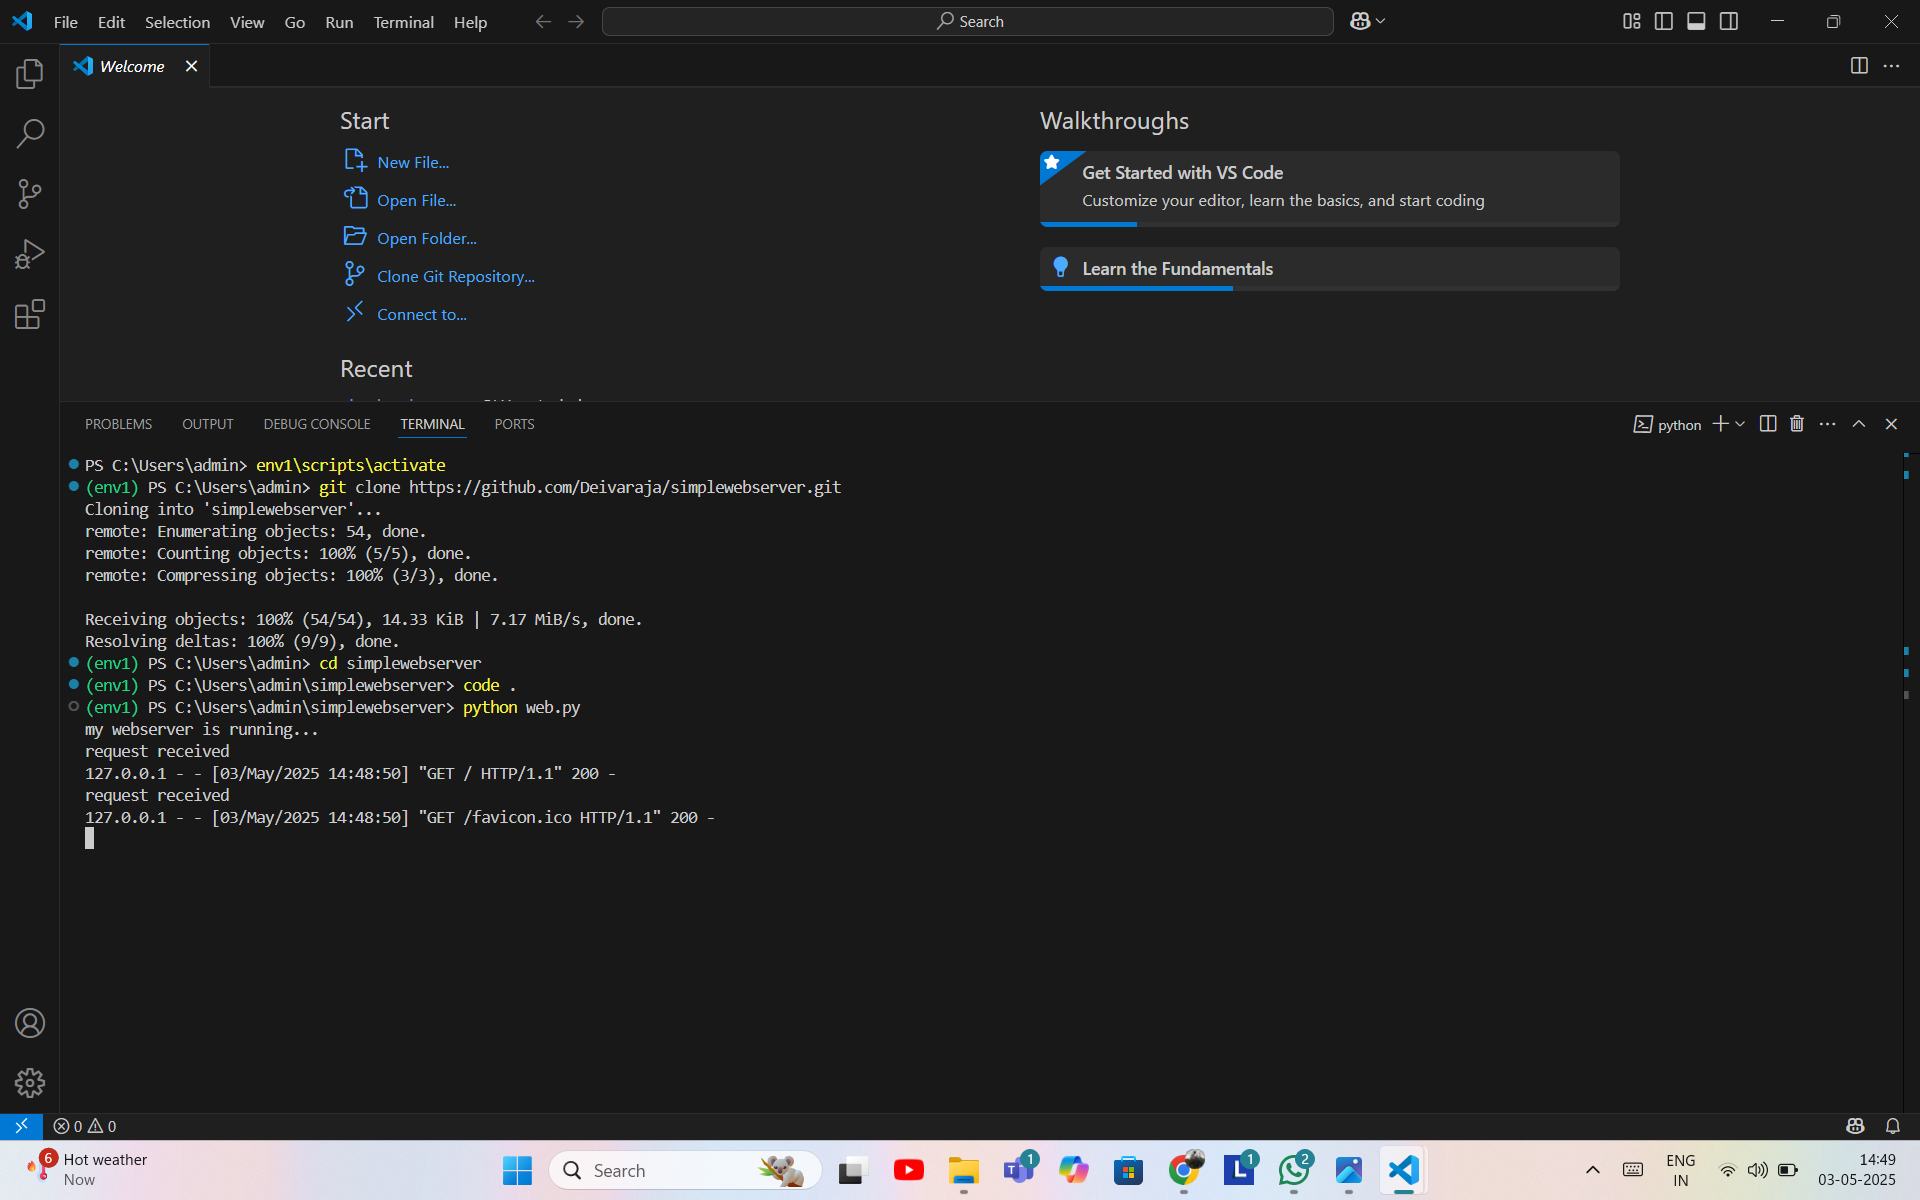 File Edit Selection View Go Run Terminal Help
Search
Welcome
Start
New File...
Open File...
Open Folder...
Clone Git Repository...
Connect to...
Recent
Walkthroughs
Get Started with VS Code
Customize your editor, learn the basics, and start coding
Learn the Fundamentals
PROBLEMS OUTPUT DEBUG CONSOLE TERMINAL PORTS
python
PS C:\Users\admin> env1\scripts\activate
(env1) PS C:\Users\admin> git clone https://github.com/Deivaraja/simplewebserver.git
Cloning into 'simplewebserver'...
remote: Enumerating objects: 54, done.
remote: Counting objects: 100% (5/5), done.
remote: Compressing objects: 100% (3/3), done.
Receiving objects: 100% (54/54), 14.33 KiB | 7.17 MiB/s, done.
Resolving deltas: 100% (9/9), done.
(env1) PS C:\Users\admin> cd simplewebserver
(env1) PS C:\Users\admin\simplewebserver> code .
(env1) PS C:\Users\admin\simplewebserver> python web.py
my webserver is running...
request received
127.0.0.1 - - [03/May/2025 14:48:50] "GET / HTTP/1.1" 200 -
request received
127.0.0.1 - - [03/May/2025 14:48:50] "GET /favicon.ico HTTP/1.1" 200 -
0 0
6
Hot weather
Now
Search
1
L 1
2
ENG
IN
14:49
03-05-2025